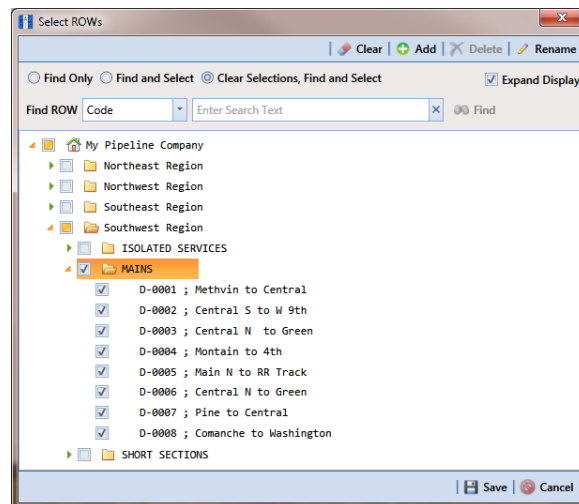 Select ROWs
Clear Add Delete Rename
Find Only Find and Select Clear Selections, Find and Select Expand Display
Find ROW Code Enter Search Text Find
My Pipeline Company
Northeast Region
Northwest Region
Southeast Region
Southwest Region
ISOLATED SERVICES
MAINS
D-0001 ; Methvin to Central
D-0002 ; Central S to W 9th
D-0003 ; Central N  to Green
D-0004 ; Montain to 4th
D-0005 ; Main N to RR Track
D-0006 ; Central N to Green
D-0007 ; Pine to Central
D-0008 ; Comanche to Washington
SHORT SECTIONS
Save Cancel